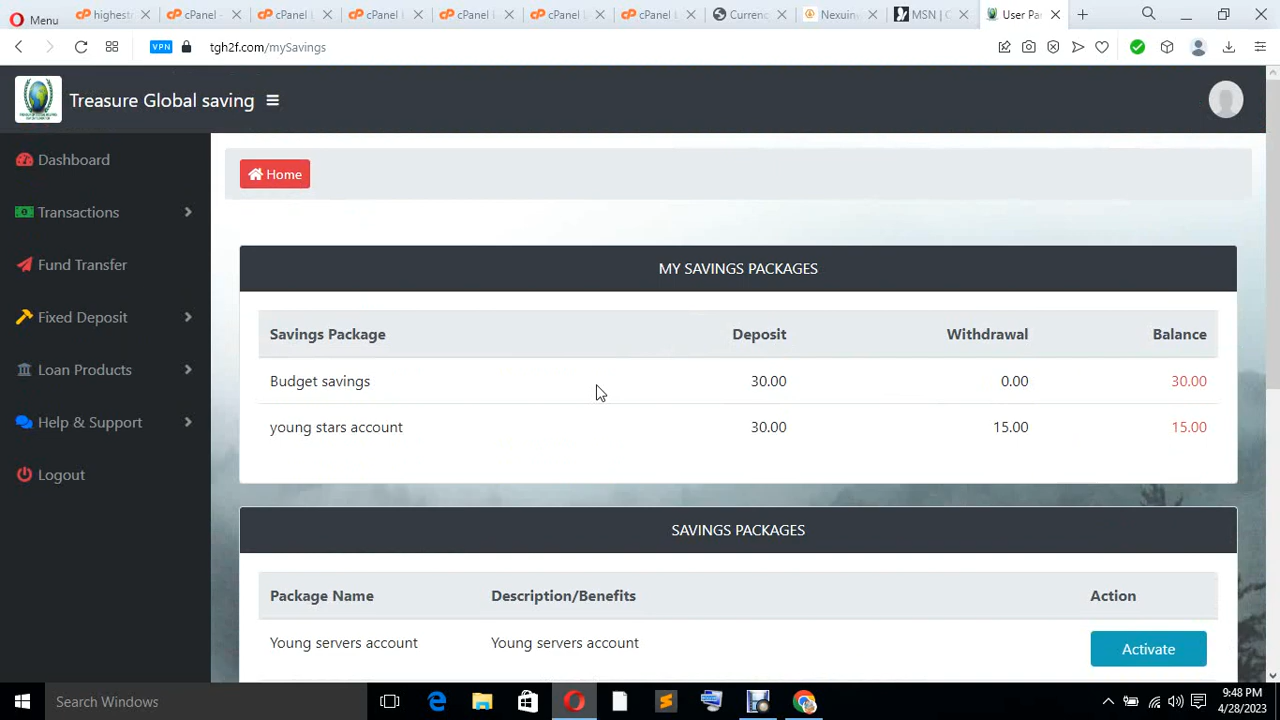 Menu
highest
cPanel -
cPanel L
cPanel
cPanel L
cPanel L
cPanel L
Currenc
Nexuin
MSN | C
User Pa
VPN
tgh2f.com/mySavings
Treasure Global saving
Dashboard
Transactions
Fund Transfer
Fixed Deposit
Loan Products
Help & Support
Logout
Home
MY SAVINGS PACKAGES
Savings Package Deposit Withdrawal Balance
Budget savings 30.00 0.00 30.00
young stars account 30.00 15.00 15.00
SAVINGS PACKAGES
Package Name Description/Benefits Action
Young servers account Young servers account Activate
Search Windows
9:48 PM
4/28/2023